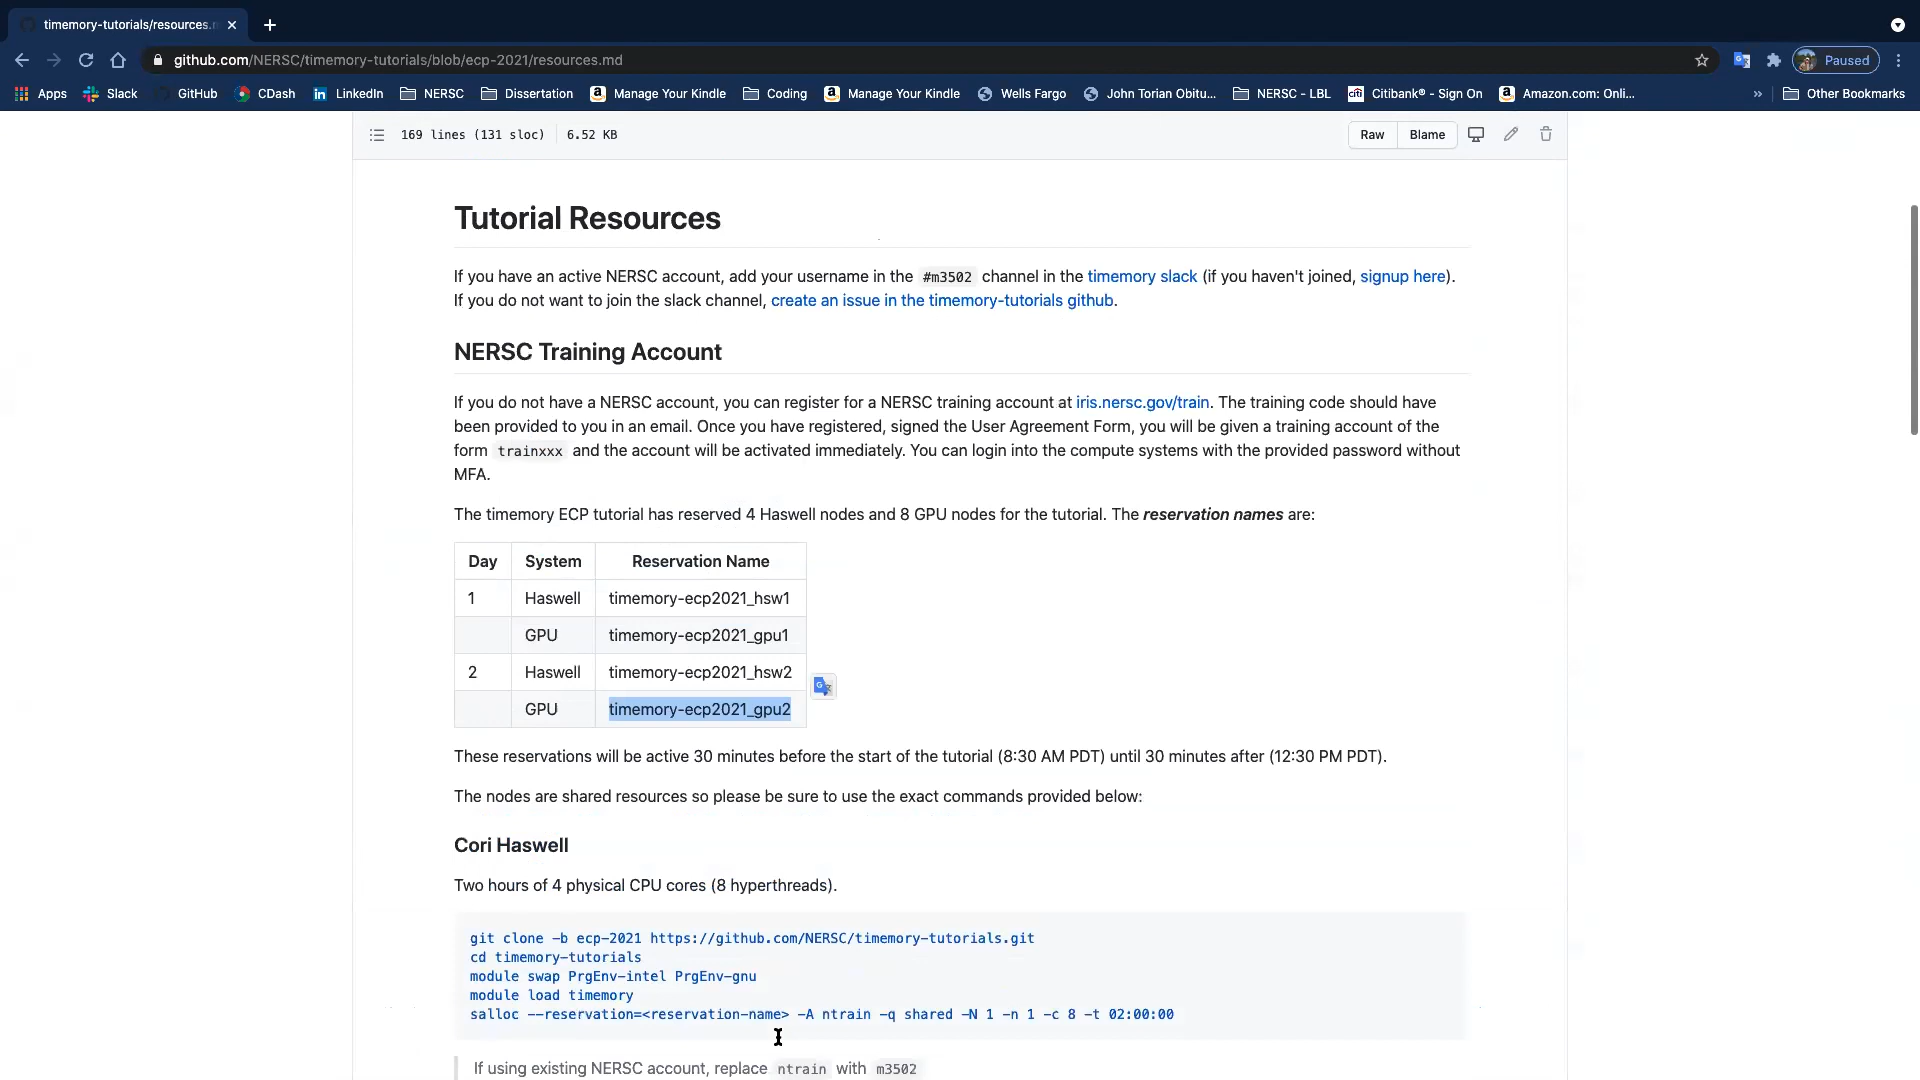 timemory-tutorials/resources.m
github.com/NERSC/timemory-tutorials/blob/ecp-2021/resources.md
Paused
Apps Slack GitHub CDash LinkedIn NERSC Dissertation Manage Your Kindle Coding Manage Your Kindle Wells Fargo John Torian Obitu... NERSC - LBL Citibank® - Sign On Amazon.com: Onli... » Other Bookmarks
169 lines (131 sloc) 6.52 KB
Raw Blame
Tutorial Resources
If you have an active NERSC account, add your username in the #m3502 channel in the timemory slack (if you haven't joined, signup here).
If you do not want to join the slack channel, create an issue in the timemory-tutorials github.
NERSC Training Account
If you do not have a NERSC account, you can register for a NERSC training account at iris.nersc.gov/train. The training code should have
been provided to you in an email. Once you have registered, signed the User Agreement Form, you will be given a training account of the
form trainxxx and the account will be activated immediately. You can login into the compute systems with the provided password without
MFA.
The timemory ECP tutorial has reserved 4 Haswell nodes and 8 GPU nodes for the tutorial. The reservation names are:
Day System Reservation Name
1 Haswell timemory-ecp2021_hsw1
GPU timemory-ecp2021_gpu1
2 Haswell timemory-ecp2021_hsw2
GPU timemory-ecp2021_gpu2
These reservations will be active 30 minutes before the start of the tutorial (8:30 AM PDT) until 30 minutes after (12:30 PM PDT).
The nodes are shared resources so please be sure to use the exact commands provided below:
Cori Haswell
Two hours of 4 physical CPU cores (8 hyperthreads).
git clone -b ecp-2021 https://github.com/NERSC/timemory-tutorials.git
cd timemory-tutorials
module swap PrgEnv-intel PrgEnv-gnu
module load timemory
salloc --reservation=<reservation-name> -A ntrain -q shared -N 1 -n 1 -c 8 -t 02:00:00
If using existing NERSC account, replace ntrain with m3502